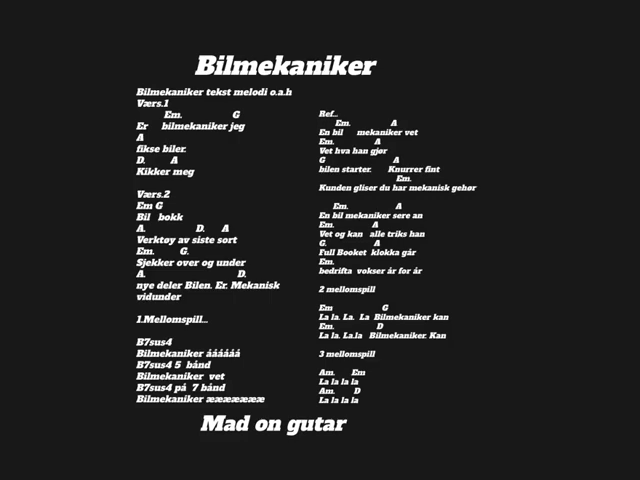 Bilmekaniker
Bilmekaniker tekst melodi o.a.h
Værs.1
Em. G
Er bilmekaniker jeg
A
fikse biler.
D. A
Kikker meg
Værs.2
Em G
Bil bokk
A. D. A
Verktøy av siste sort
Em. G.
Sjekker over og under
A. D.
nye deler Bilen. Er. Mekanisk
vidunder
1.Mellomspill...
B7sus4
Bilmekaniker åååååå
B7sus4 5 bånd
Bilmekaniker vet
B7sus4 på 7 bånd
Bilmekaniker æææææææ
Ref...
Em. A
En bil mekaniker vet
Em. A
Vet hva han gjør
G A
bilen starter. Knurrer fint
Em.
Kunden gliser du har mekanisk gehør
Em. A
En bil mekaniker sere an
Em. A
Vet og kan alle triks han
G. A
Full Booket klokka går
Em.
bedrifta vokser år for år
2 mellomspill
Em G
La la. La. La Bilmekaniker kan
Em. D
La la. La.la Bilmekaniker. Kan
3 mellomspill
Am. Em
La la la la
Am. D
La la la la
Mad on gutar